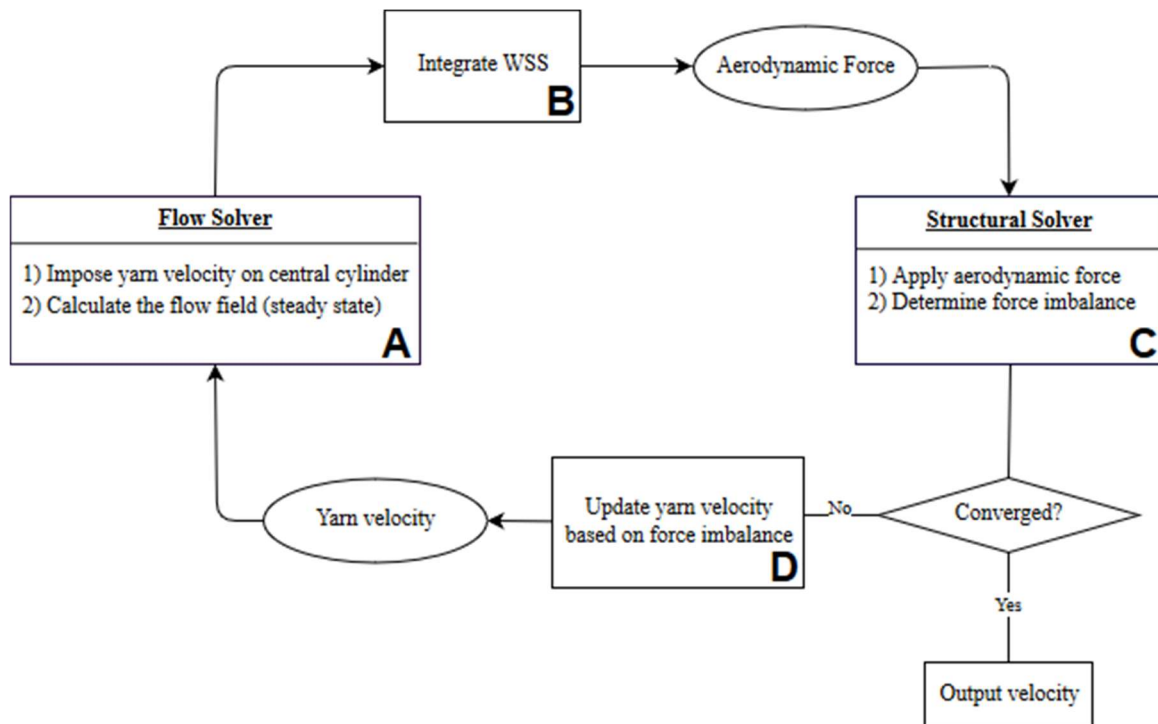 Integrate WSS
B
Aerodynamic Force
Flow Solver
1) Impose yarn velocity on central cylinder
2) Calculate the flow field (steady state)
A
Structural Solver
1) Apply aerodynamic force
2) Determine force imbalance
C
Converged?
No
Update yarn velocity
based on force imbalance
D
Yarn velocity
Yes
Output velocity